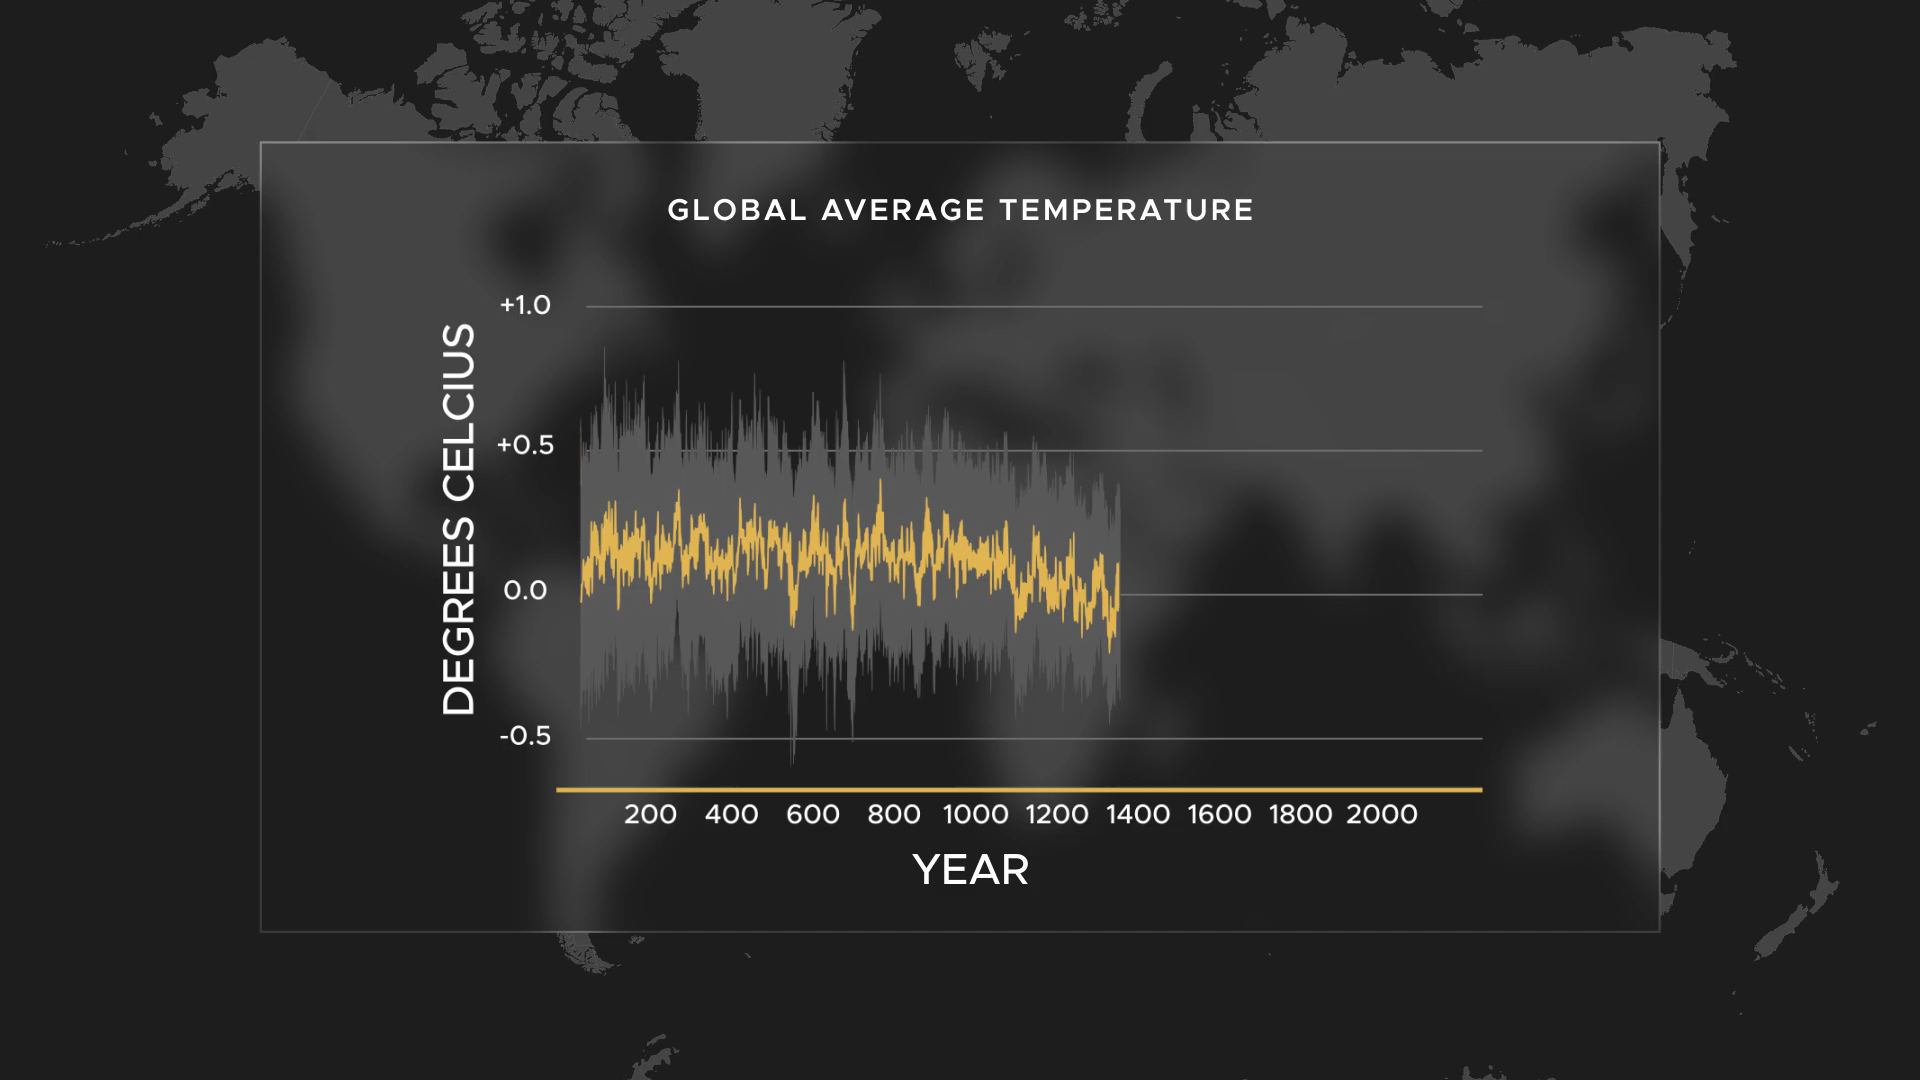 GLOBAL AVERAGE TEMPERATURE
DEGREES CELCIUS
+1.0
+0.5
0.0
-0.5
200 400 600 800 1000 1200 1400 1600 1800 2000
YEAR